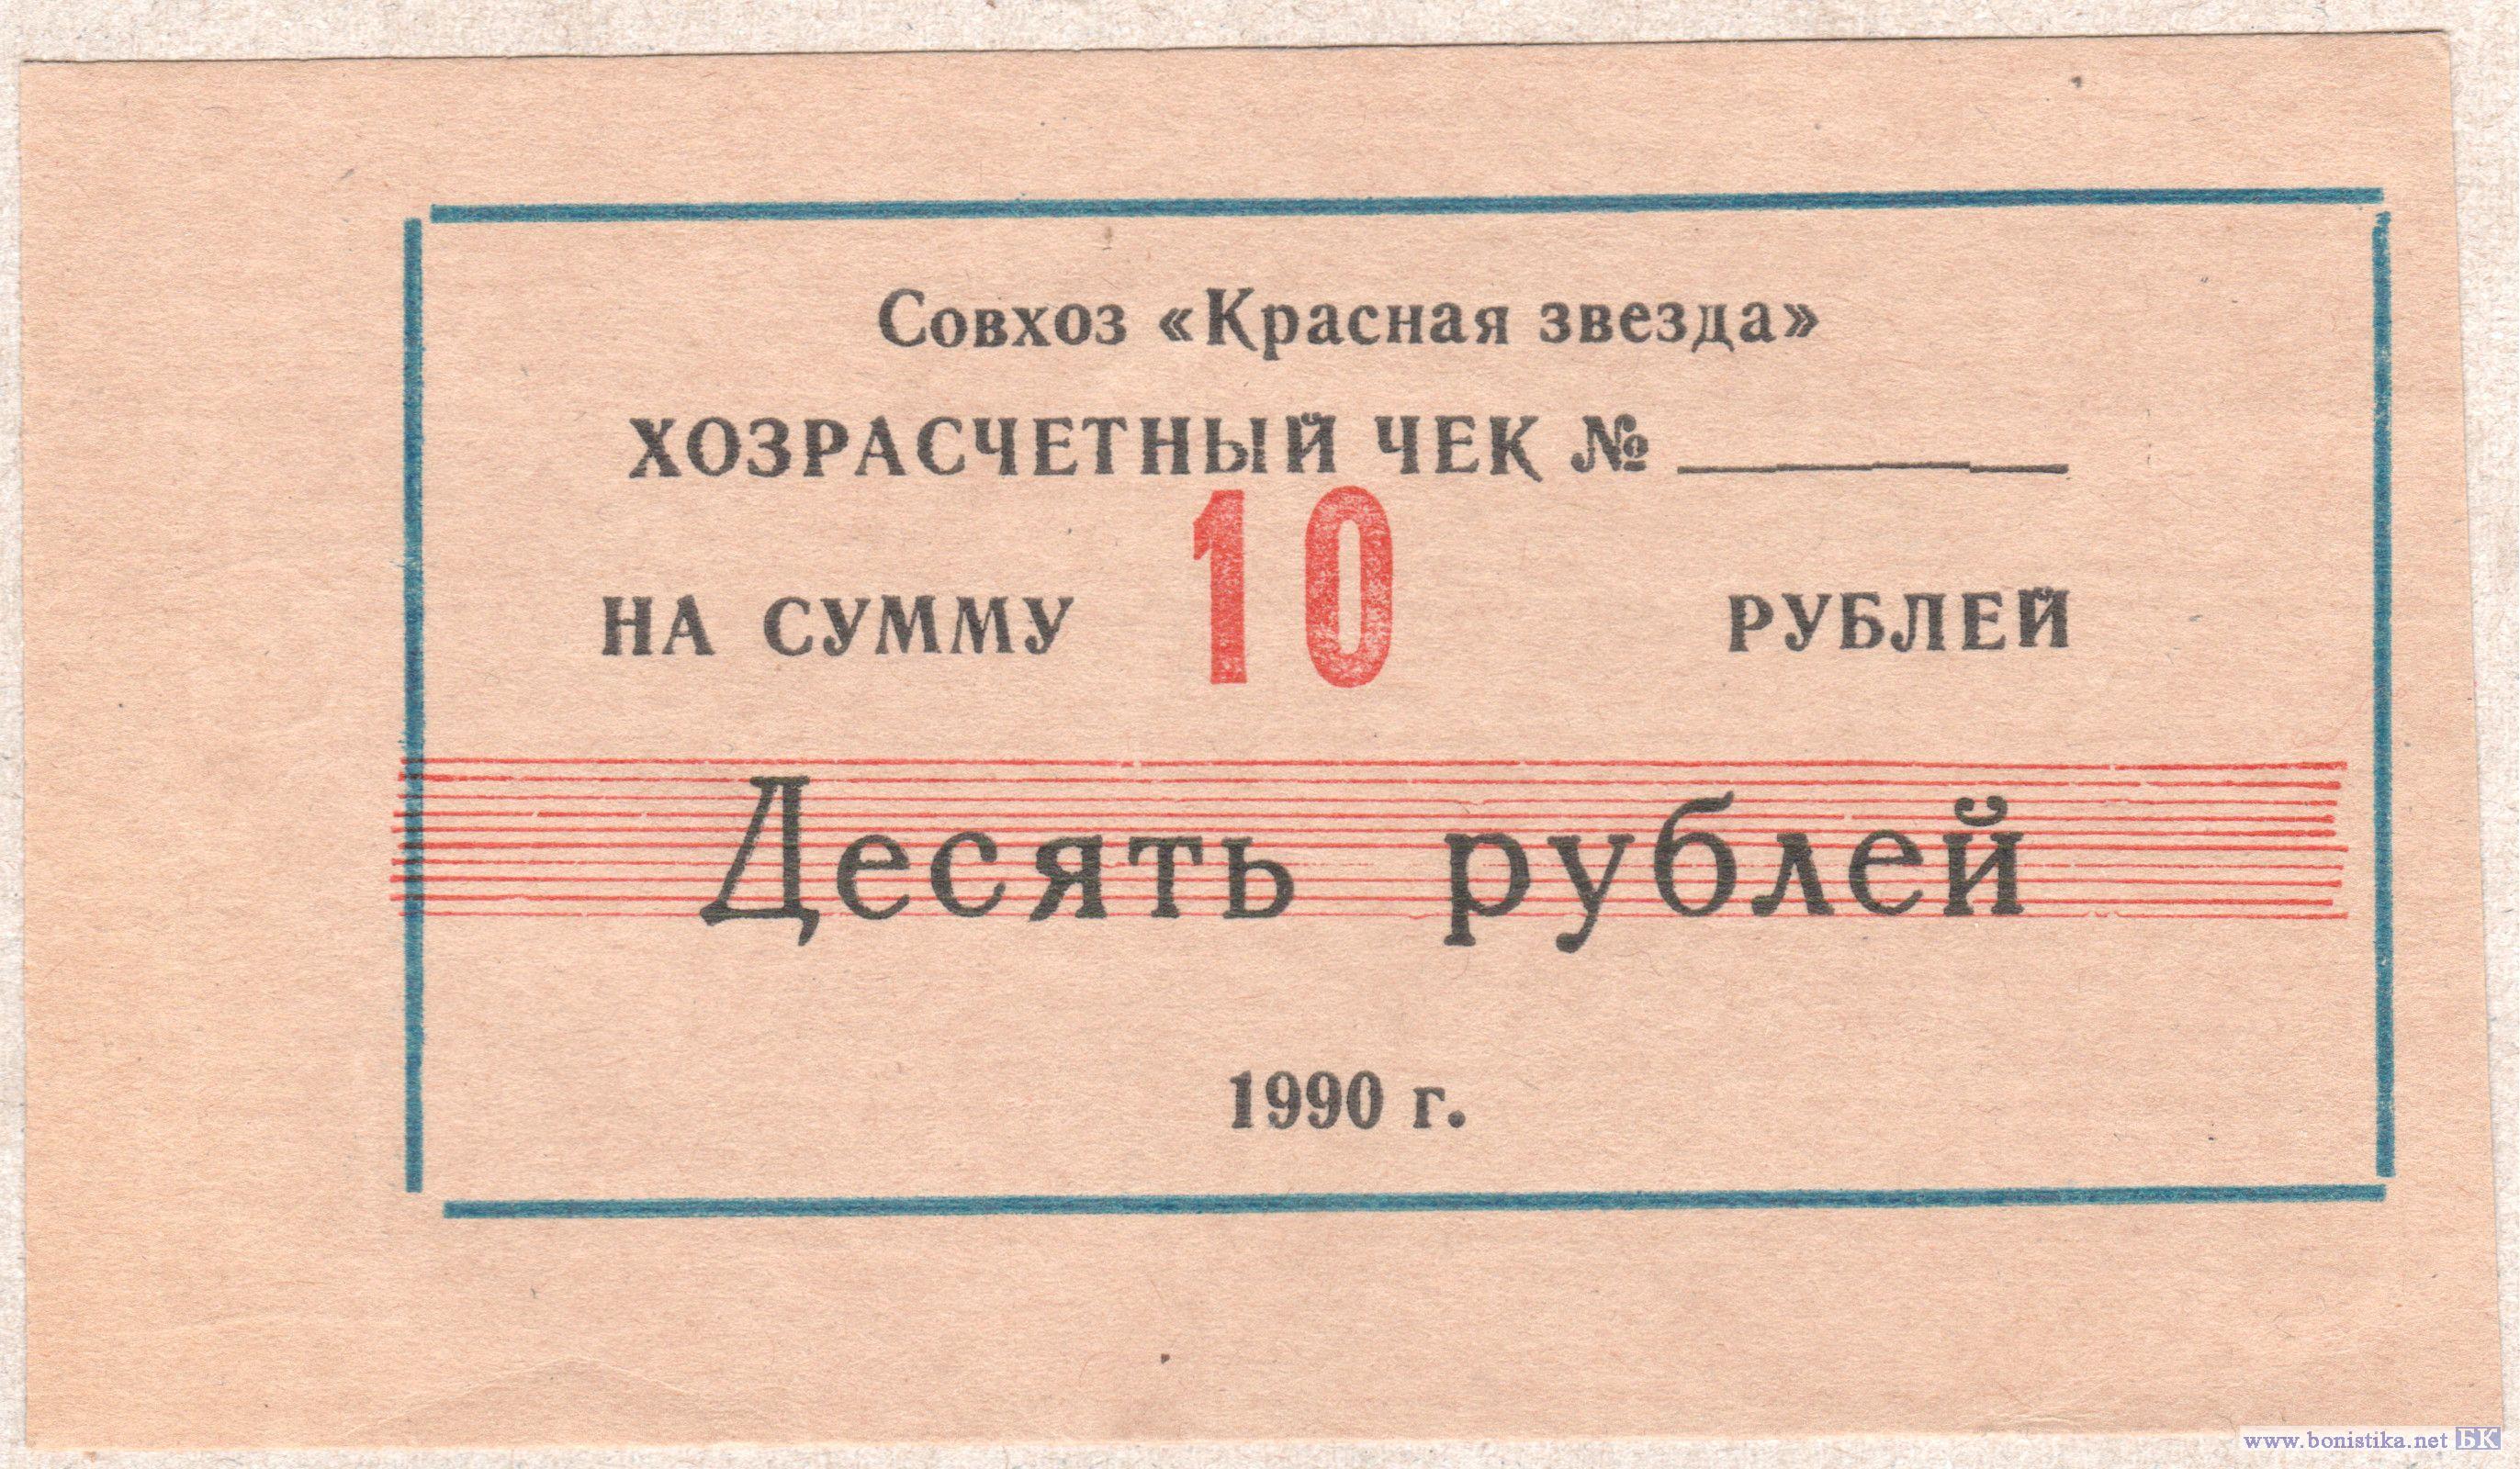 Совхоз «Красная звезда»
ХОЗРАСЧЕТНЫЙ ЧЕК №
НА СУММУ 10 РУБЛЕЙ
Десять рублей
1990 г.
www.bonistika.net БК